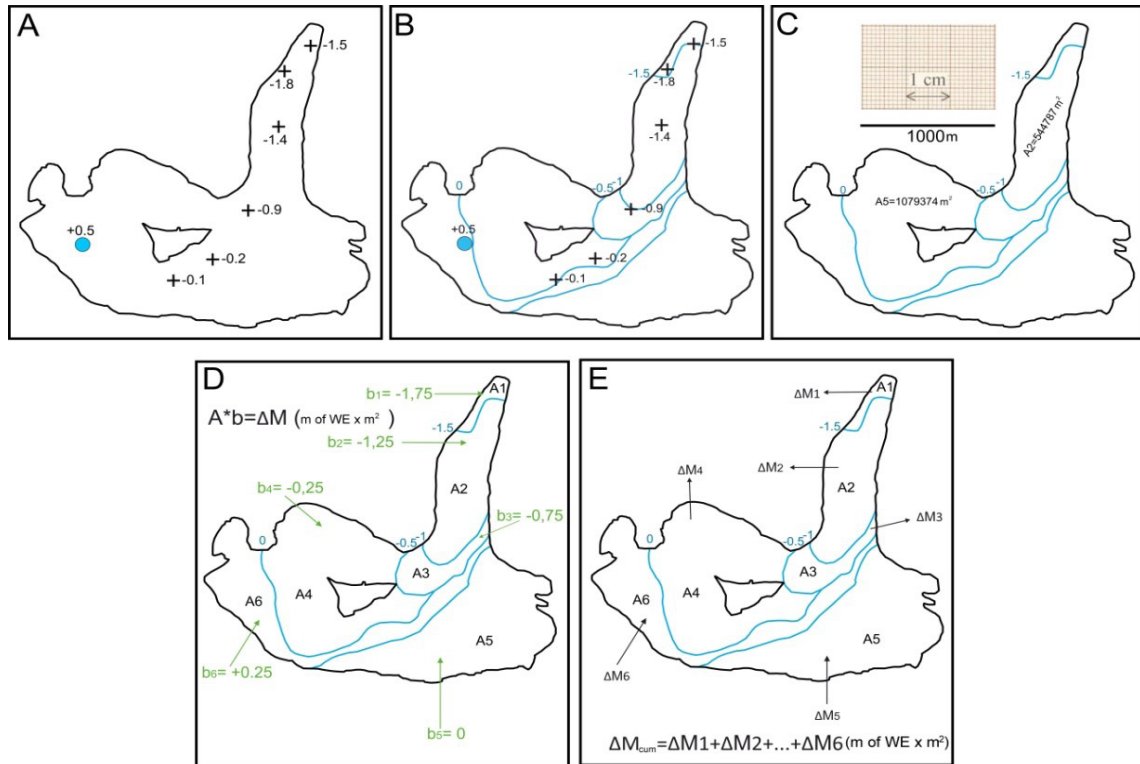 A
-1.5
-1.8
-1.4
-0.9
+0.5
-0.2
-0.1
B
-1.5
-1.5
-1.8
-1.4
0
-0.5
-1
-0.9
+0.5
-0.2
-0.1
C
1 cm
1000m
-1.5
A2=544787 m²
0
-0.5
-1
A5=1079374 m²
D
b₁= -1,75
A1
A*b=ΔM (m of WE x m²)
-1.5
b₂= -1,25
b₄= -0,25
A2
b₃= -0,75
0
-0.5
-1
A3
A6
A4
A5
b₆= +0.25
b₅= 0
E
A1
ΔM1
-1.5
ΔM4
ΔM2
A2
ΔM3
0
-0.5
-1
A3
A6
A4
A5
ΔM6
ΔM5
ΔMcum=ΔM1+ΔM2+...+ΔM6 (m of WE x m²)